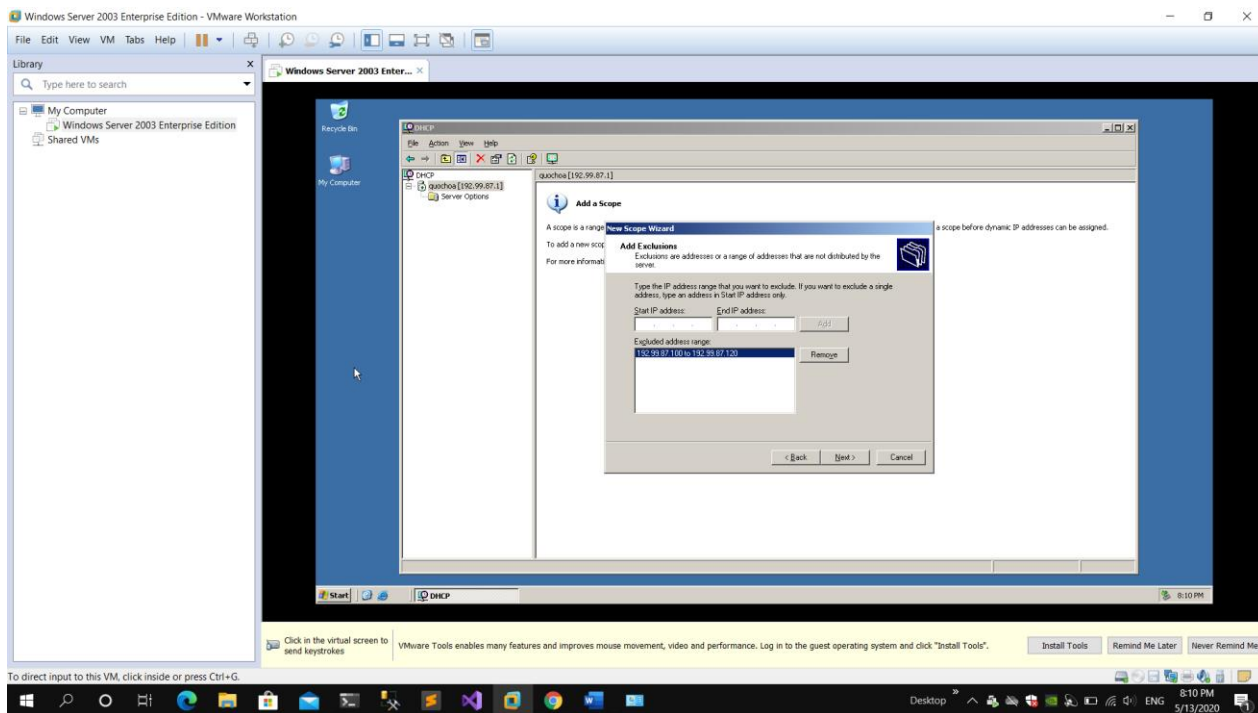 Windows Server 2003 Enterprise Edition - VMware Workstation
File Edit View VM Tabs Help
Library
Type here to search
My Computer
Windows Server 2003 Enterprise Edition
Shared VMs
Windows Server 2003 Enter...
Recycle Bin
My Computer
DHCP
File Action View Help
DHCP
quochoa [192.99.87.1]
Server Options
quochoa [192.99.87.1]
Add a Scope
A scope is a range
a scope before dynamic IP addresses can be assigned.
To add a new scop
For more informati
New Scope Wizard
Add Exclusions
Exclusions are addresses or a range of addresses that are not distributed by the
server.
Type the IP address range that you want to exclude. If you want to exclude a single
address, type an address in Start IP address only.
Start IP address: End IP address:
Add
Excluded address range:
192.99.87.100 to 192.99.87.120
Remove
< Back Next > Cancel
Start DHCP 8:10 PM
Click in the virtual screen to
send keystrokes
VMware Tools enables many features and improves mouse movement, video and performance. Log in to the guest operating system and click "Install Tools".
Install Tools Remind Me Later Never Remind Me
To direct input to this VM, click inside or press Ctrl+G.
Desktop ENG 8:10 PM
5/13/2020